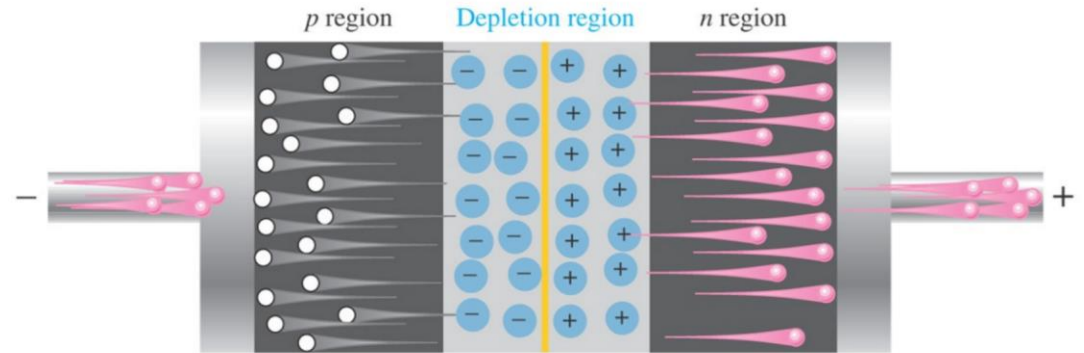 p region
Depletion region
n region
−
+
− − + +
− − + +
− − + +
− − + +
− − + +
− − + +
− − + +